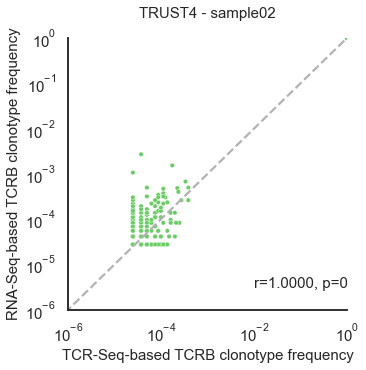 TRUST4 - sample02
RNA-Seq-based TCRB clonotype frequency
10^0
10^-1
10^-2
10^-3
10^-4
10^-5
10^-6
r=1.0000, p=0
10^-6 10^-4 10^-2 10^0
TCR-Seq-based TCRB clonotype frequency